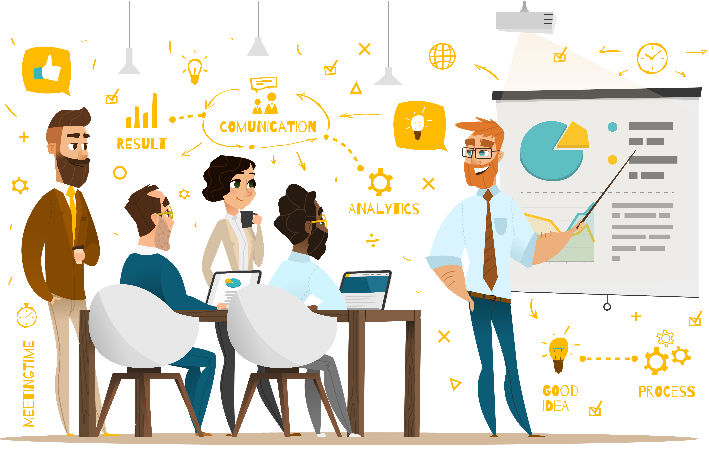 RESULT
COMUNICATION
ANALYTICS
MEETINGTIME
GOOD
IDEA
PROCESS